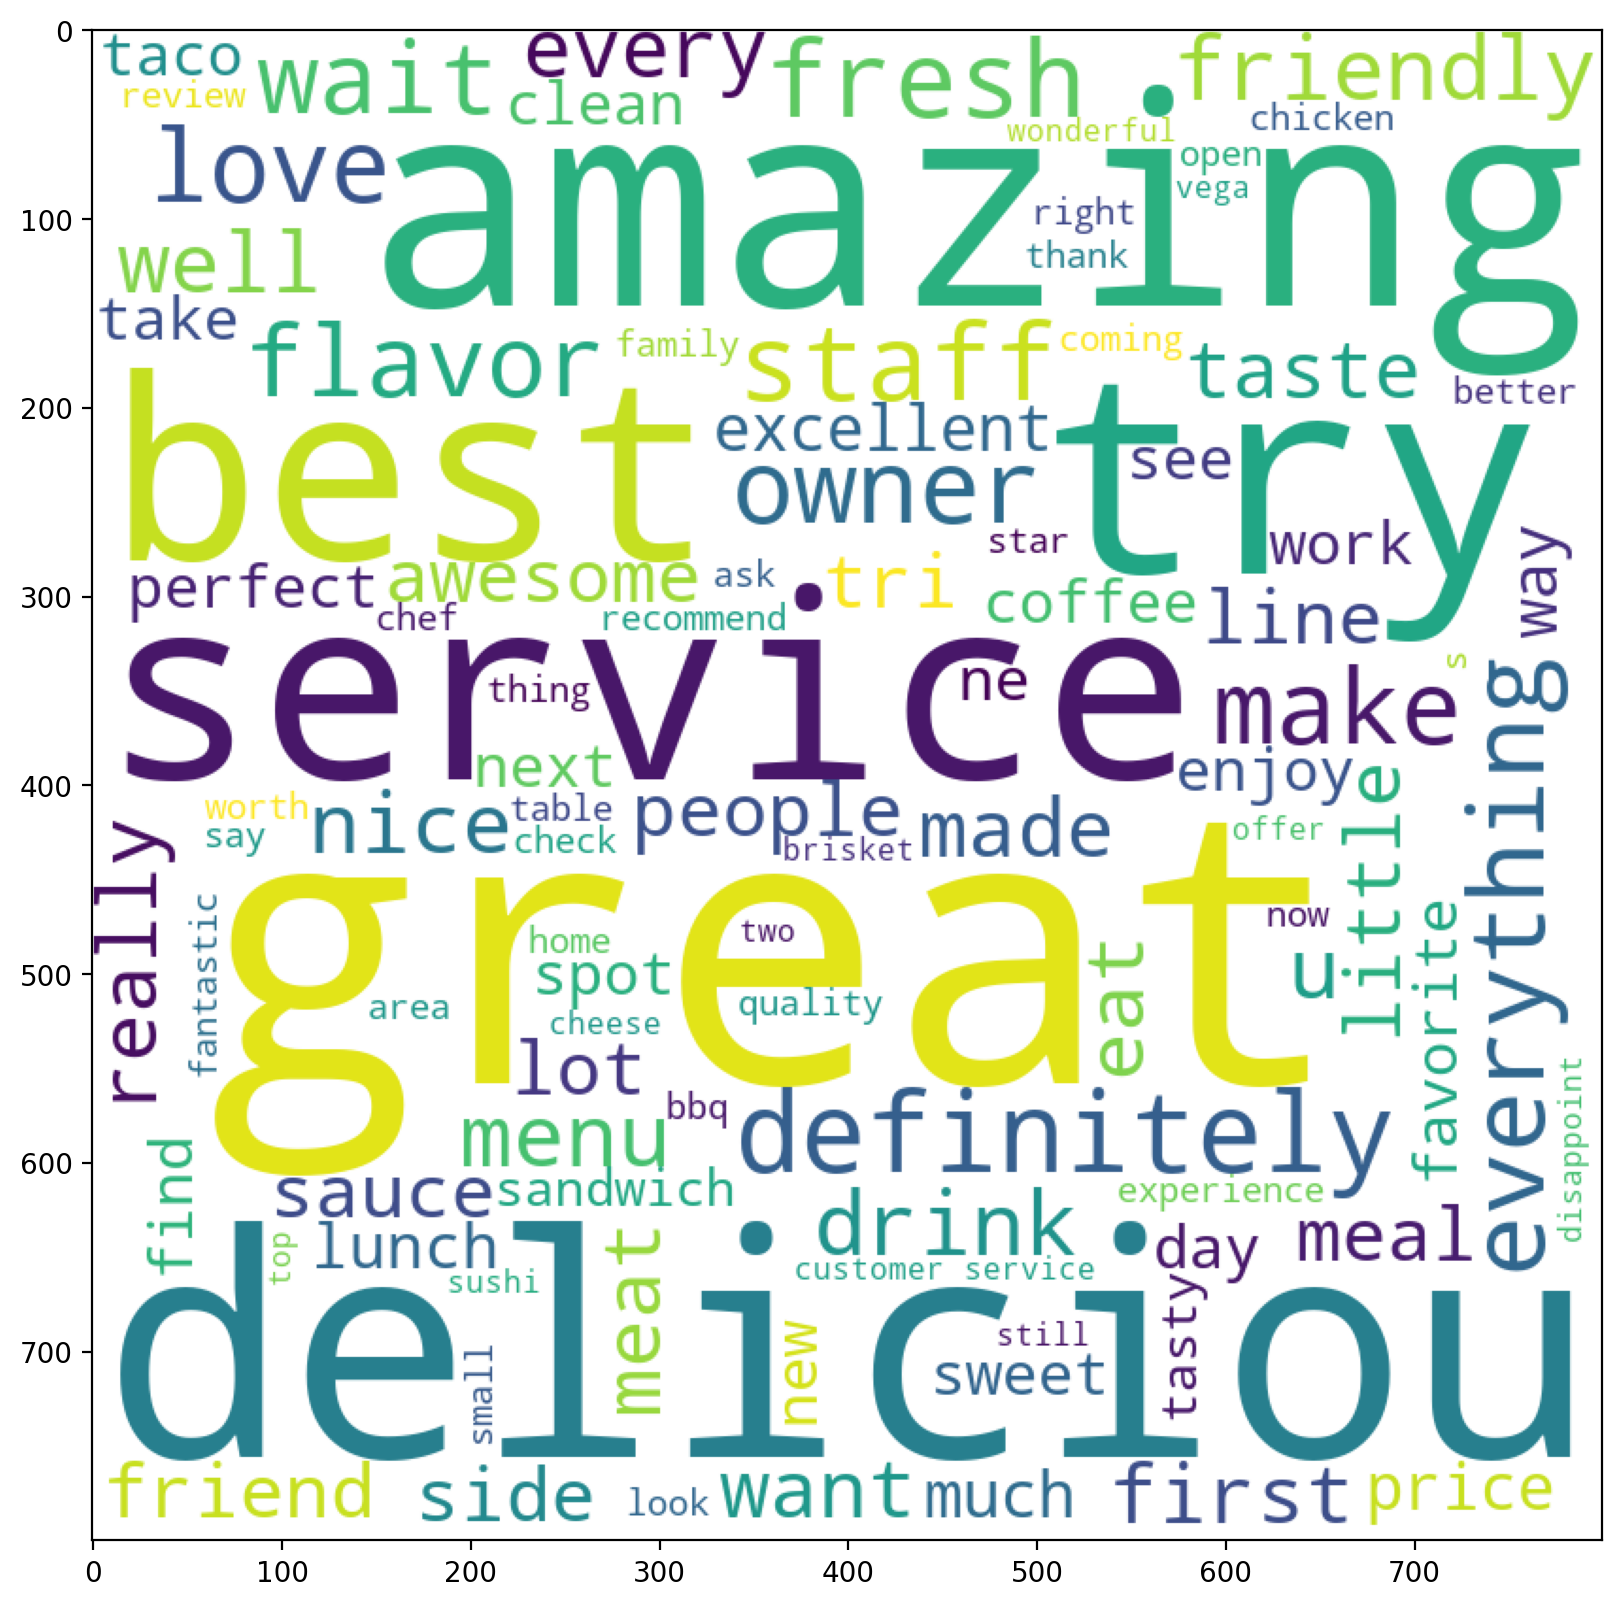 0
taco
wait
every
fresh
friendly
review
clean
wonderful
chicken
love
amazing
open
vega
100
right
thank
well
take
flavor
family
staff
coming
taste
better
200
best
excellent
try
see
owner
star
work
way
perfect
awesome
ask
tri
coffee
line
300
chef
recommend
service
thing
ne
make
s
everything
next
enjoy
400
worth
nice
table
people
made
offer
little
say
check
brisket
really
great
fantastic
home
two
now
favorite
500
spot
eat
u
area
quality
cheese
lot
bbq
definitely
disappoint
600
find
menu
sauce
sandwich
experience
top
lunch
drink
day
meal
sushi
meat
customer service
delicious
tasty
700
small
new
still
sweet
friend
side
look
want
much
first
price
0 100 200 300 400 500 600 700